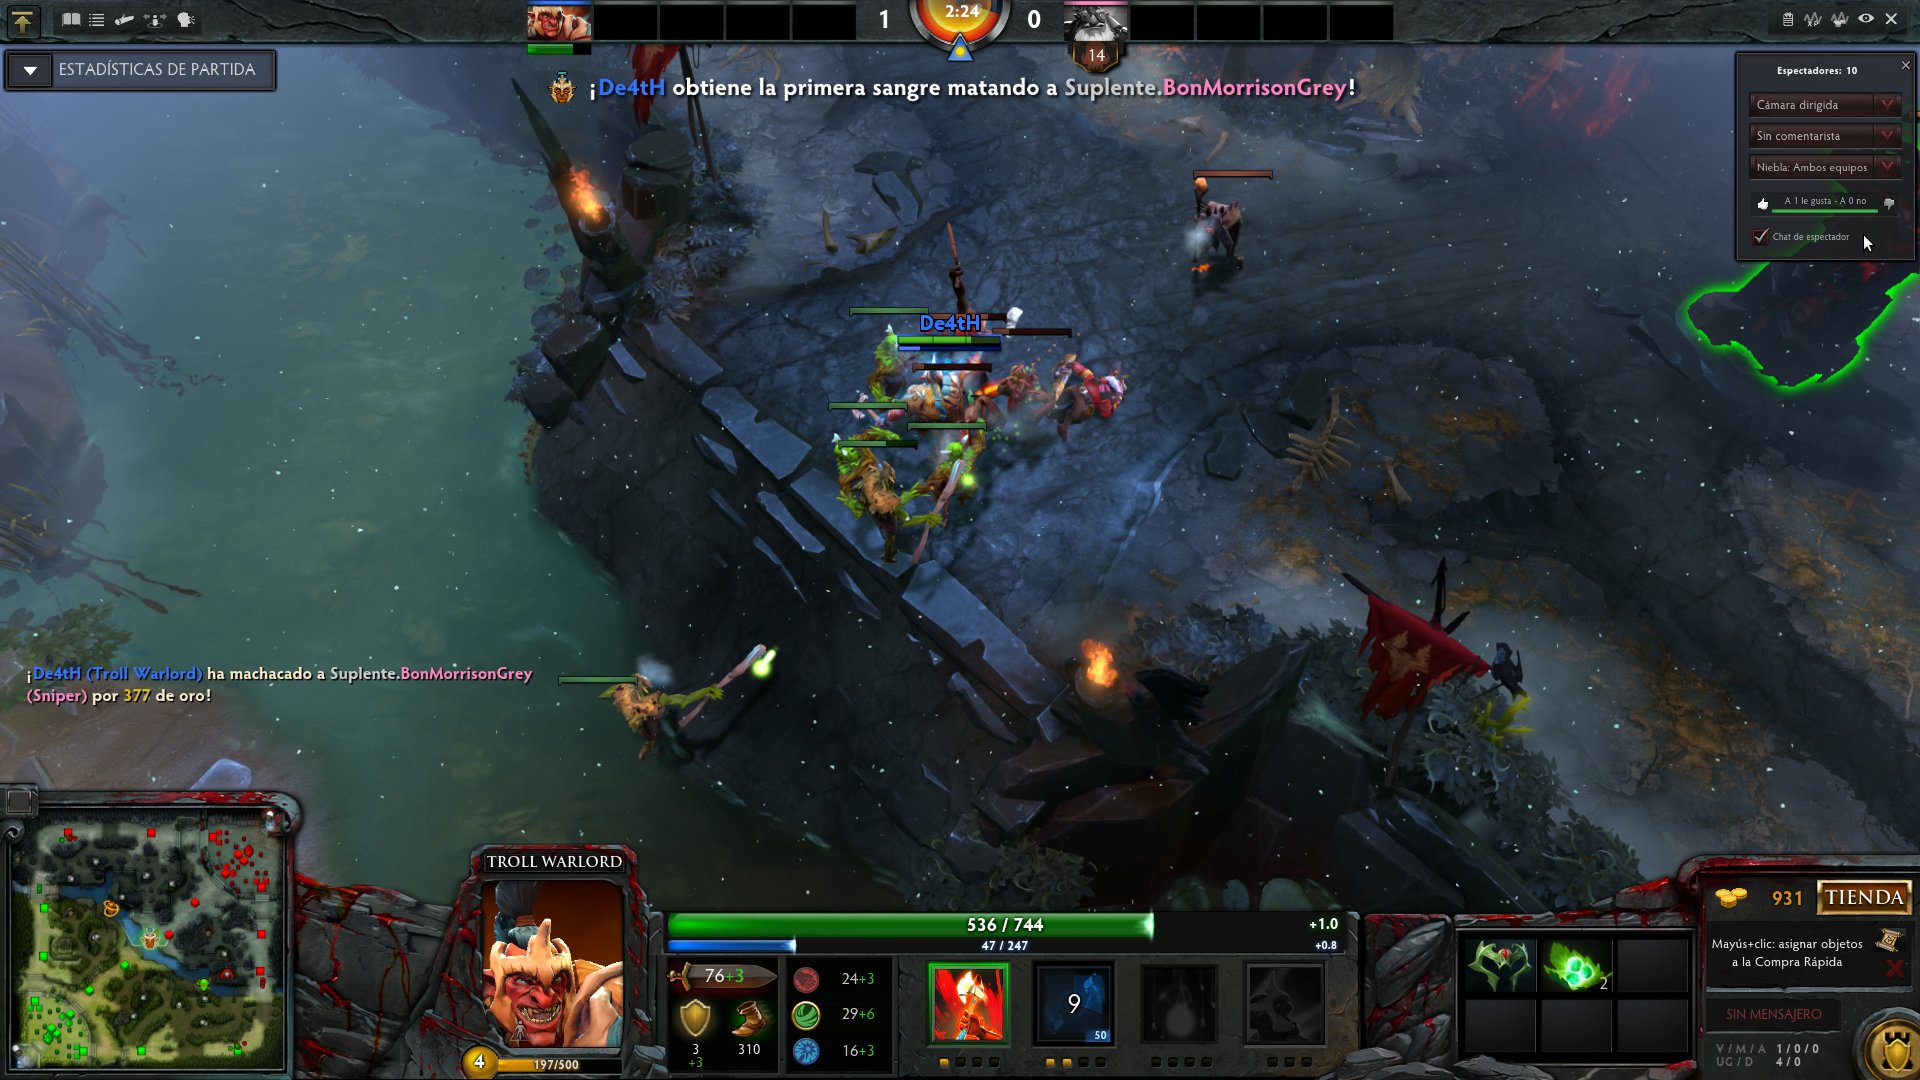 1
2:24
0
14
ESTADÍSTICAS DE PARTIDA
¡De4tH obtiene la primera sangre matando a Suplente.BonMorrisonGrey!
Espectadores: 10
Cámara dirigida
Sin comentarista
Niebla: Ambos equipos
A 1 le gusta - A 0 no
Chat de espectador
De4tH
¡De4tH (Troll Warlord) ha machacado a Suplente.BonMorrisonGrey
(Sniper) por 377 de oro!
TROLL WARLORD
4
197/500
536 / 744
+1.0
47 / 247
+0.8
76+3
3
+3
310
24+3
29+6
16+3
9
50
2
931
TIENDA
Mayús+clic: asignar objetos
a la Compra Rápida
SIN MENSAJERO
V / M / A 1 / 0 / 0
UG / D 4 / 0